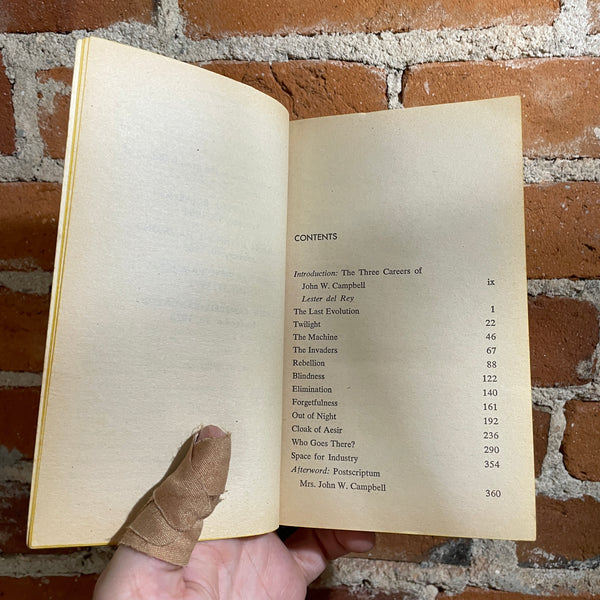 CONTENTS
Introduction: The Three Careers of
John W. Campbell ix
Lester del Rey
The Last Evolution 1
Twilight 22
The Machine 46
The Invaders 67
Rebellion 88
Blindness 122
Elimination 140
Forgetfulness 161
Out of Night 192
Cloak of Aesir 236
Who Goes There? 290
Space for Industry 354
Afterword: Postscriptum
Mrs. John W. Campbell 360